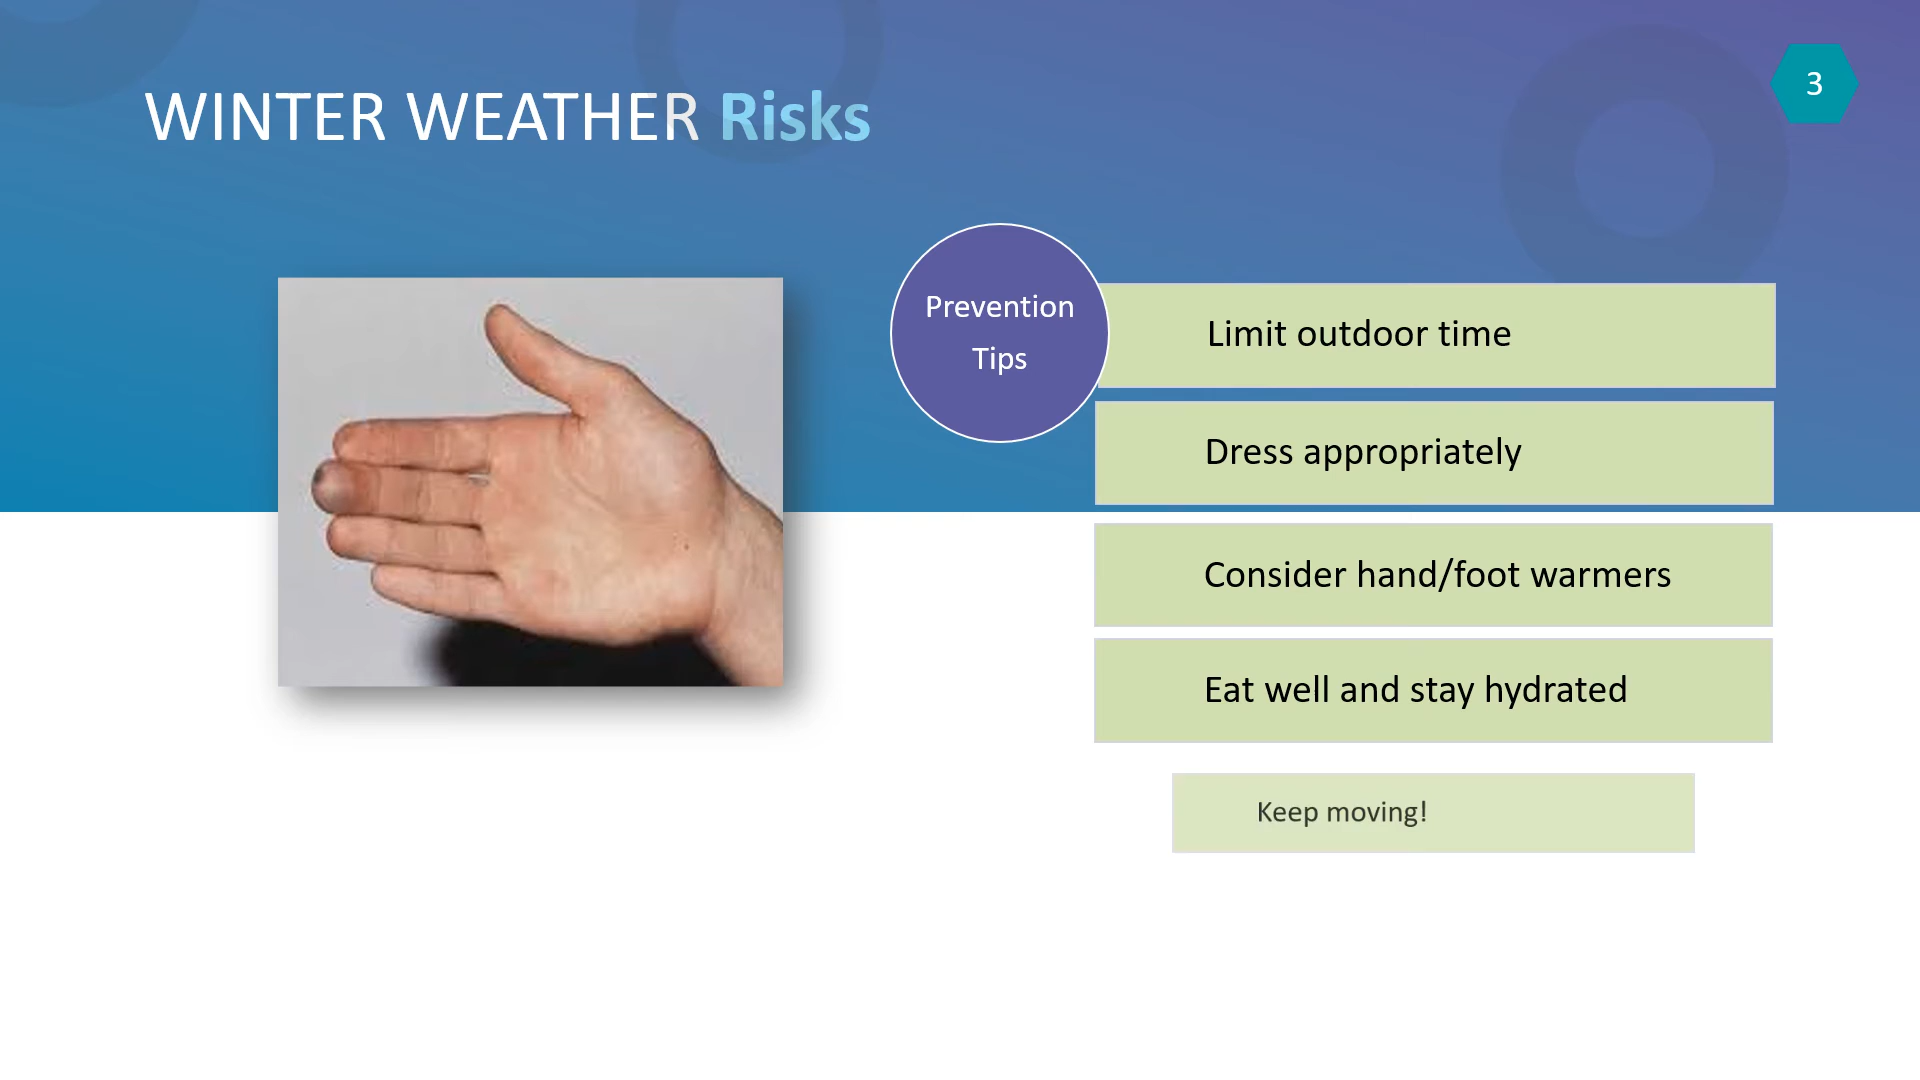 WINTER WEATHER Risks
3
Prevention
Tips
Limit outdoor time
Dress appropriately
Consider hand/foot warmers
Eat well and stay hydrated
Keep moving!